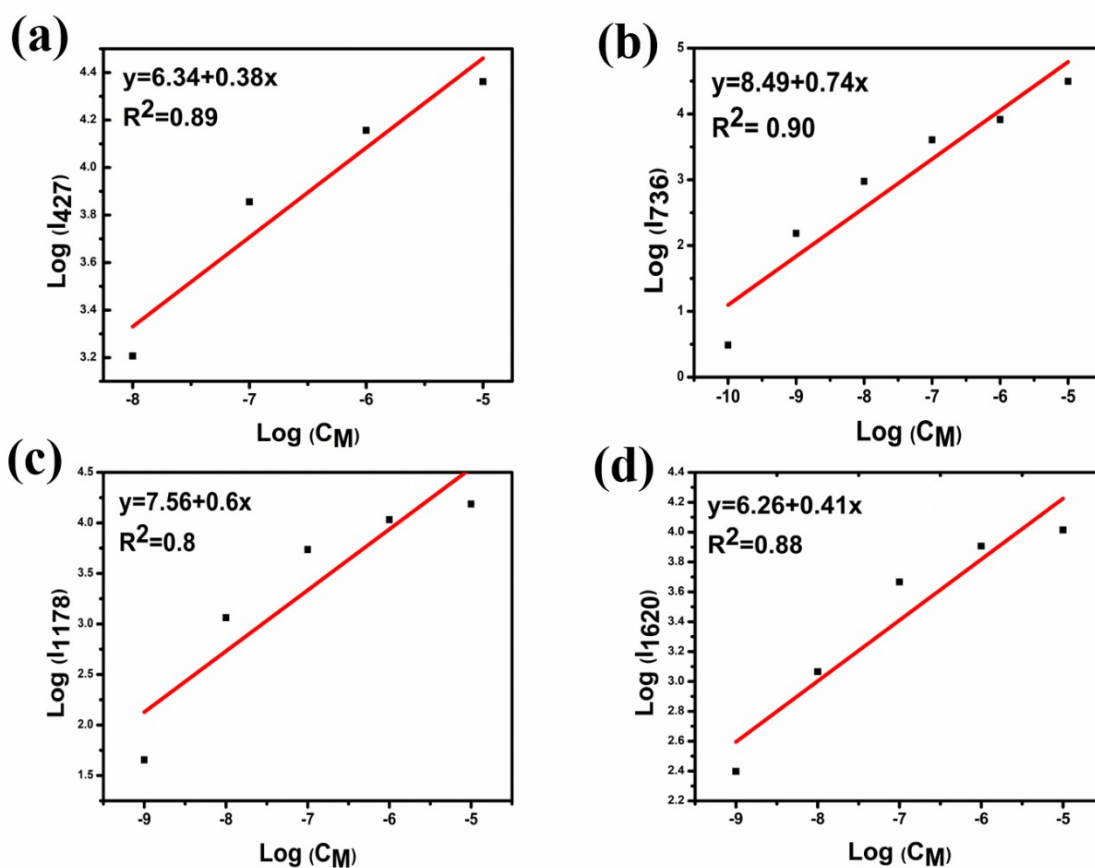 (a)
y=6.34+0.38x
R²=0.89
Log (I427)
4.4
4.2
4.0
3.8
3.6
3.4
3.2
-8
-7
-6
-5
Log (CM)
(b)
y=8.49+0.74x
R²= 0.90
Log (I736)
5
4
3
2
1
0
-10
-9
-8
-7
-6
-5
Log (CM)
(c)
y=7.56+0.6x
R²=0.8
Log (I1178)
4.5
4.0
3.5
3.0
2.5
2.0
1.5
-9
-8
-7
-6
-5
Log (CM)
(d)
y=6.26+0.41x
R²=0.88
Log (I1620)
4.4
4.2
4.0
3.8
3.6
3.4
3.2
3.0
2.8
2.6
2.4
2.2
-9
-8
-7
-6
-5
Log (CM)